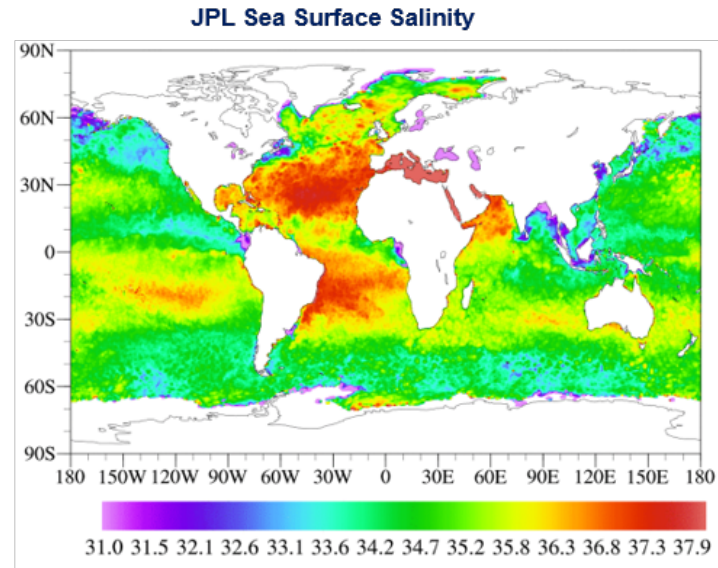 JPL Sea Surface Salinity
90N
60N
30N
0
30S
60S
90S
180 150W 120W 90W 60W 30W 0 30E 60E 90E 120E 150E 180
31.0 31.5 32.1 32.6 33.1 33.6 34.2 34.7 35.2 35.8 36.3 36.8 37.3 37.9